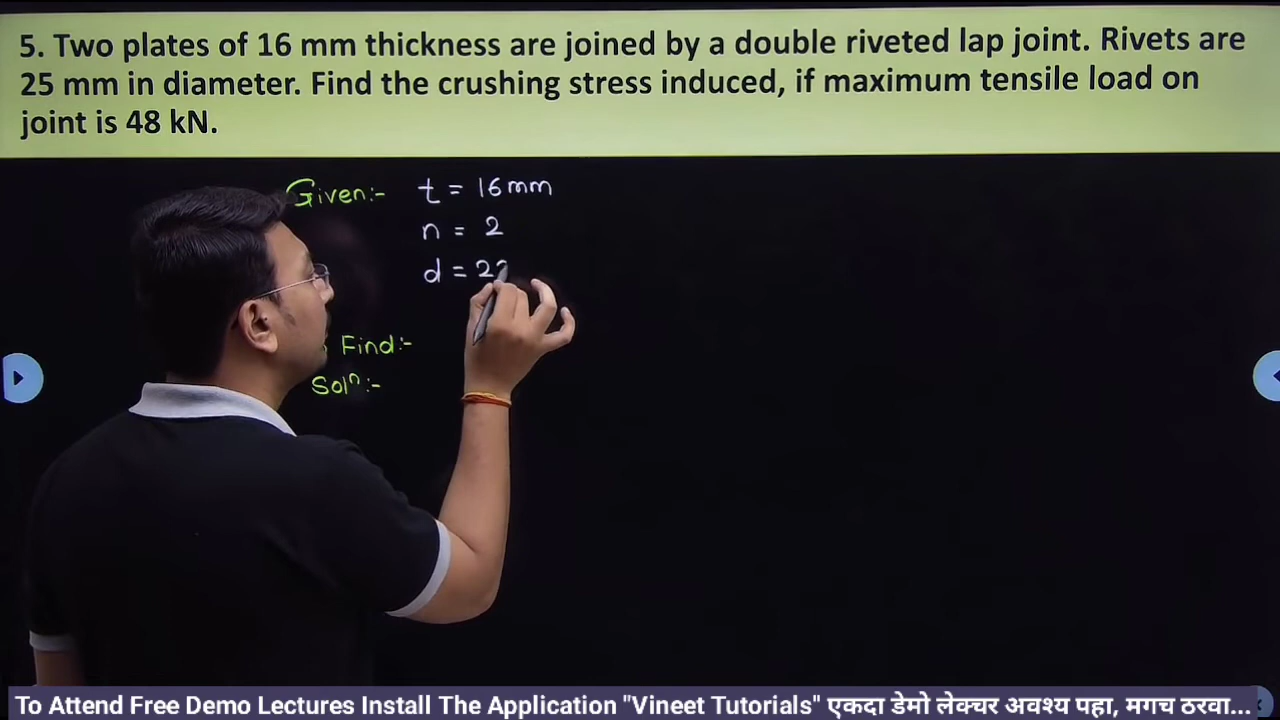 5. Two plates of 16 mm thickness are joined by a double riveted lap joint. Rivets are
25 mm in diameter. Find the crushing stress induced, if maximum tensile load on
joint is 48 kN.
Given:- t = 16mm
n = 2
d = 2
Find:-
Solⁿ:-
To Attend Free Demo Lectures Install The Application "Vineet Tutorials" एकदा डेमो लेक्चर अवश्य पहा, मगच ठरवा...